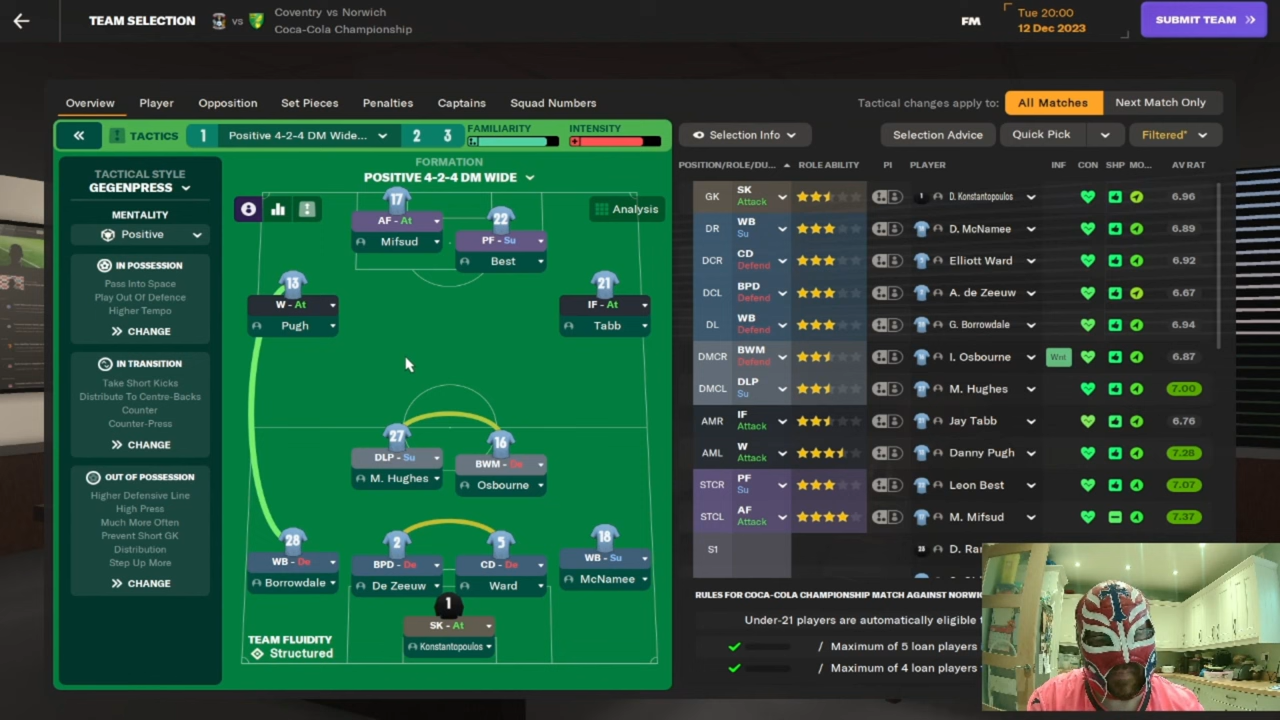 TEAM SELECTION
vs
Coventry vs Norwich
Coca-Cola Championship
FM
Tue 20:00
12 Dec 2023
SUBMIT TEAM
Overview
Player
Opposition
Set Pieces
Penalties
Captains
Squad Numbers
Tactical changes apply to:
All Matches
Next Match Only
TACTICS
1
Positive 4-2-4 DM Wide...
2
3
FAMILIARITY
INTENSITY
Selection Info
Selection Advice
Quick Pick
Filtered*
TACTICAL STYLE
GEGENPRESS
MENTALITY
Positive
IN POSSESSION
Pass Into Space
Play Out Of Defence
Higher Tempo
CHANGE
IN TRANSITION
Take Short Kicks
Distribute To Centre-Backs
Counter
Counter-Press
CHANGE
OUT OF POSSESSION
Higher Defensive Line
High Press
Much More Often
Prevent Short GK
Distribution
Step Up More
CHANGE
FORMATION
POSITIVE 4-2-4 DM WIDE
Analysis
17
AF - At
Mifsud
22
PF - Su
Best
13
W - At
Pugh
21
IF - At
Tabb
27
DLP - Su
M. Hughes
16
BWM - De
Osbourne
28
WB - De
Borrowdale
2
BPD - De
De Zeeuw
5
CD - De
Ward
18
WB - Su
McNamee
1
SK - At
Konstantopoulos
TEAM FLUIDITY
Structured
POSITION/ROLE/DU...
ROLE ABILITY
PI
PLAYER
INF
CON
SHP
MO...
AV RAT
GK SK Attack D. Konstantopoulos 6.96
DR WB Su D. McNamee 6.89
DCR CD Defend Elliott Ward 6.92
DCL BPD Defend A. de Zeeuw 6.67
DL WB Defend G. Borrowdale 6.94
DMCR BWM Defend I. Osbourne Wnt 6.87
DMCL DLP Su M. Hughes 7.00
AMR IF Attack Jay Tabb 6.76
AML W Attack Danny Pugh 7.28
STCR PF Su Leon Best 7.07
STCL AF Attack M. Mifsud 7.37
S1
RULES FOR COCA-COLA CHAMPIONSHIP MATCH AGAINST
Under-21 players are automatically eligible
/ Maximum of 5 loan players
/ Maximum of 4 loan players